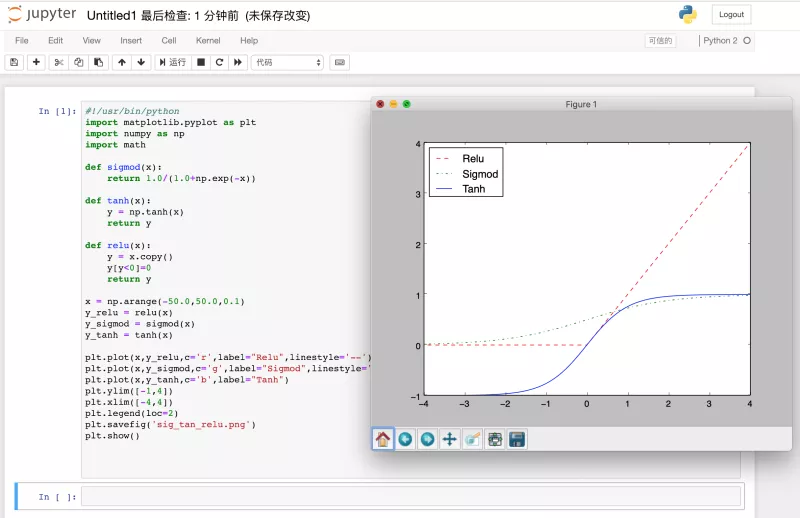 jupyter Untitled1 最后检查: 1 分钟前 (未保存改变)
Logout
File Edit View Insert Cell Kernel Help
可信的
Python 2
运行
代码
In [1]:
#!/usr/bin/python
import matplotlib.pyplot as plt
import numpy as np
import math
def sigmod(x):
return 1.0/(1.0+np.exp(-x))
def tanh(x):
y = np.tanh(x)
return y
def relu(x):
y = x.copy()
y[y<0]=0
return y
x = np.arange(-50.0,50.0,0.1)
y_relu = relu(x)
y_sigmod = sigmod(x)
y_tanh = tanh(x)
plt.plot(x,y_relu,c='r',label="Relu",linestyle='--')
plt.plot(x,y_sigmod,c='g',label="Sigmod",linestyle='
plt.plot(x,y_tanh,c='b',label="Tanh")
plt.ylim([-1,4])
plt.xlim([-4,4])
plt.legend(loc=2)
plt.savefig('sig_tan_relu.png')
plt.show()
Figure 1
Relu
Sigmod
Tanh
4
3
2
1
0
−1
−4 −3 −2 −1 0 1 2 3 4
In [ ]: